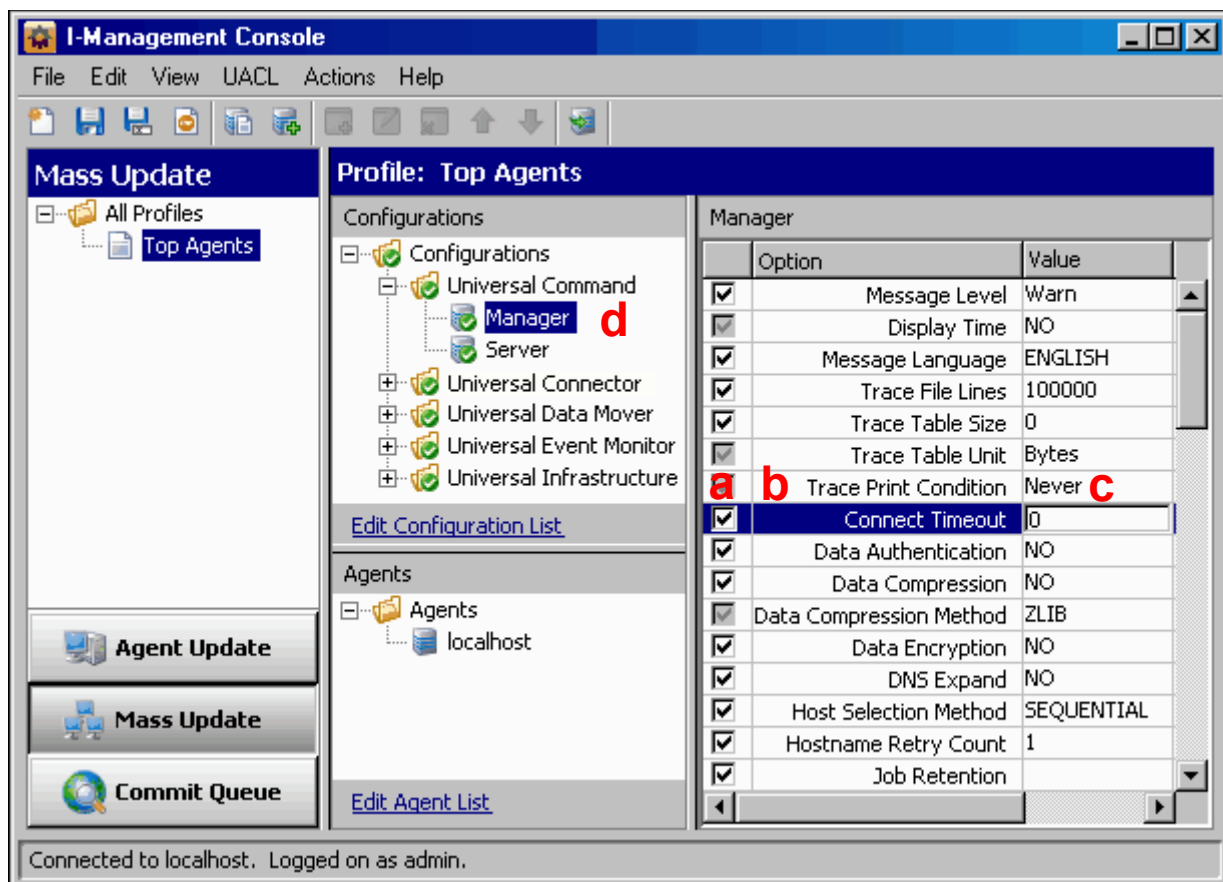 I-Management Console
File Edit View UACL Actions Help
Mass Update
All Profiles
Top Agents
Agent Update
Mass Update
Commit Queue
Profile: Top Agents
Configurations
Configurations
Universal Command
Manager d
Server
Universal Connector
Universal Data Mover
Universal Event Monitor
Universal Infrastructure
Edit Configuration List
Agents
Agents
localhost
Edit Agent List
Manager
Option Value
Message Level Warn
Display Time NO
Message Language ENGLISH
Trace File Lines 100000
Trace Table Size 0
Trace Table Unit Bytes
a b Trace Print Condition Never c
Connect Timeout 0
Data Authentication NO
Data Compression NO
Data Compression Method ZLIB
Data Encryption NO
DNS Expand NO
Host Selection Method SEQUENTIAL
Hostname Retry Count 1
Job Retention
Connected to localhost. Logged on as admin.